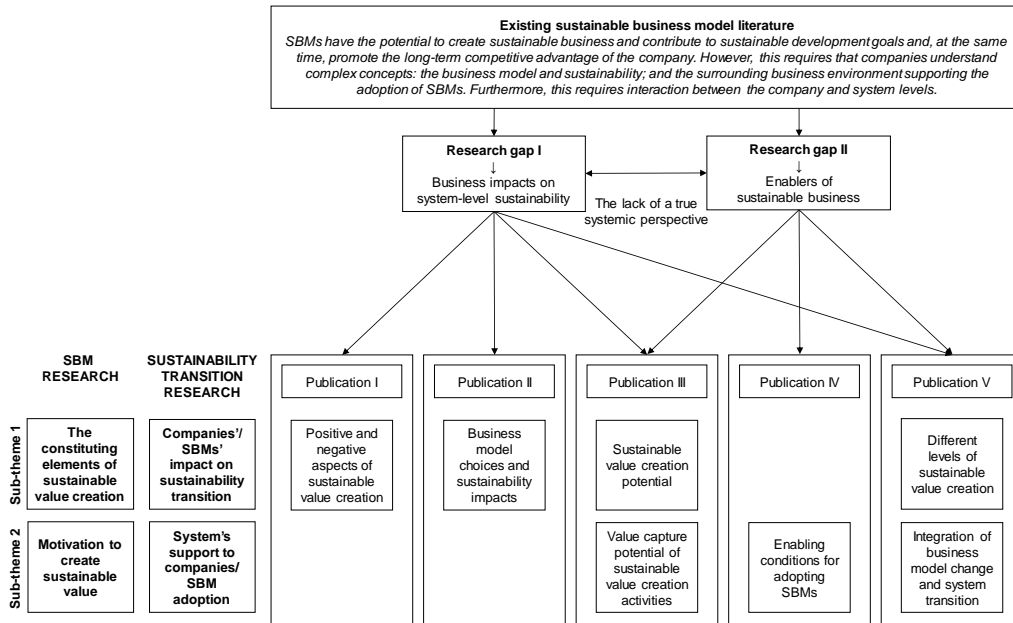 Existing sustainable business model literature
SBMs have the potential to create sustainable business and contribute to sustainable development goals and, at the same
time, promote the long-term competitive advantage of the company. However, this requires that companies understand
complex concepts: the business model and sustainability; and the surrounding business environment supporting the
adoption of SBMs. Furthermore, this requires interaction between the company and system levels.
Research gap I
↓
Business impacts on
system-level sustainability
Research gap II
↓
Enablers of
sustainable business
The lack of a true
systemic perspective
SBM
RESEARCH
SUSTAINABILITY
TRANSITION
RESEARCH
Publication I
Publication II
Publication III
Publication IV
Publication V
Sub-theme 1
The
constituting
elements of
sustainable
value creation
Companies'/
SBMs'
impact on
sustainability
transition
Positive and
negative
aspects of
sustainable
value creation
Business
model
choices and
sustainability
impacts
Sustainable
value creation
potential
Different
levels of
sustainable
value creation
Sub-theme 2
Motivation to
create
sustainable
value
System's
support to
companies/
SBM
adoption
Value capture
potential of
sustainable
value creation
activities
Enabling
conditions for
adopting
SBMs
Integration of
business
model change
and system
transition